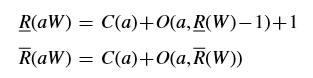 R̲(aW) = C(a)+O(a,R̲(W)−1)+1
R̅(aW) = C(a)+O(a,R̅(W))